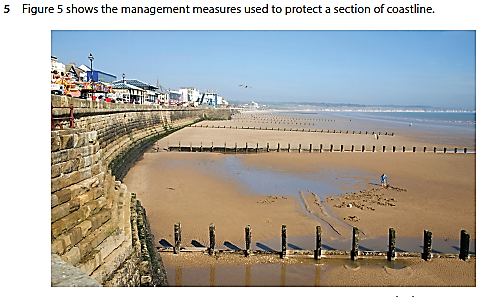 5 Figure 5 shows the management measures used to protect a section of coastline.